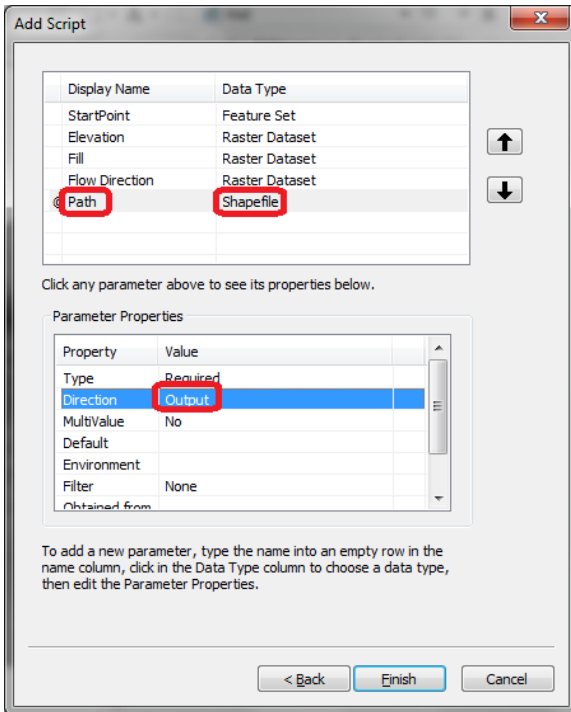 Add Script
Display Name Data Type
StartPoint Feature Set
Elevation Raster Dataset
Fill Raster Dataset
Flow Direction Raster Dataset
Path Shapefile
Click any parameter above to see its properties below.
Parameter Properties
Property Value
Type Required
Direction Output
MultiValue No
Default
Environment
Filter None
Obtained from
To add a new parameter, type the name into an empty row in the
name column, click in the Data Type column to choose a data type,
then edit the Parameter Properties.
< Back Finish Cancel